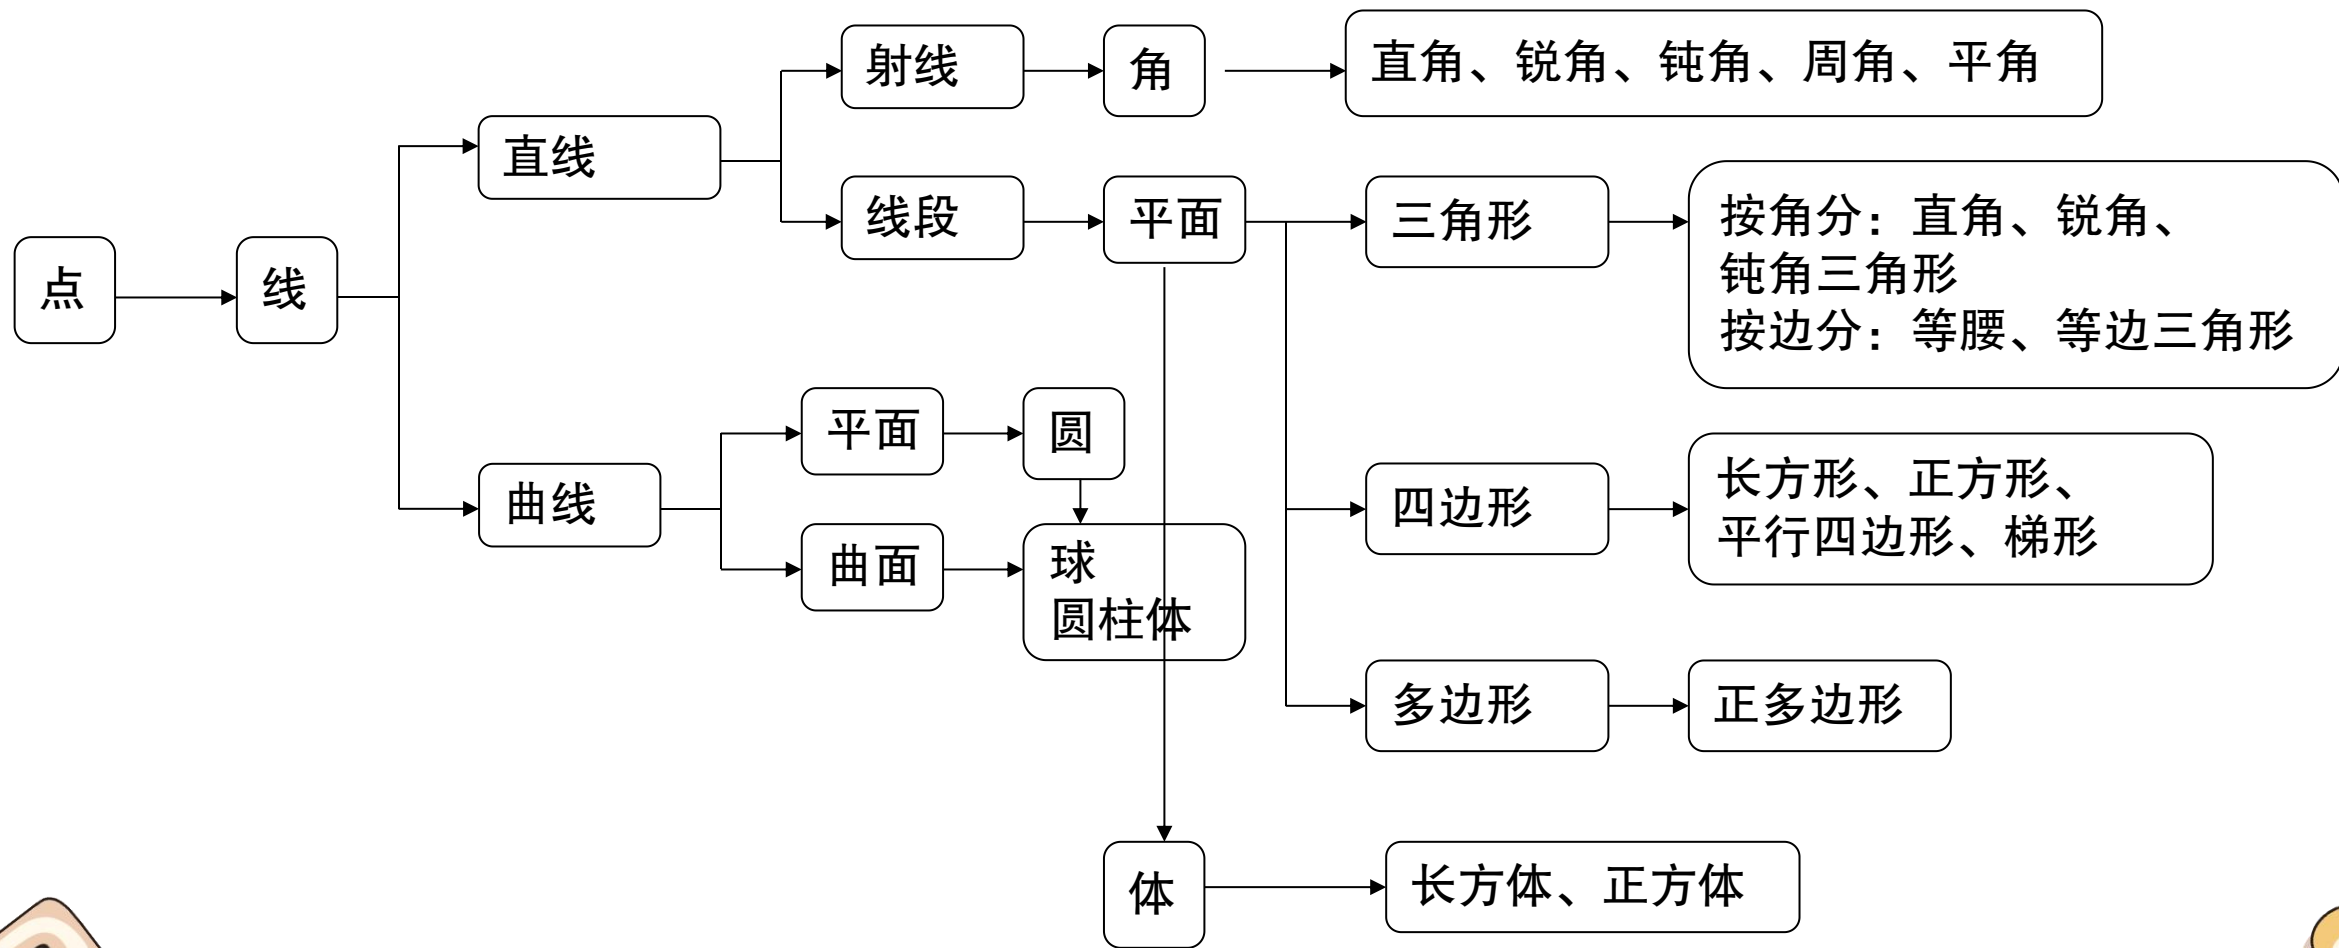 点
线
直线
射线
角
直角、锐角、钝角、周角、平角
线段
平面
三角形
按角分：直角、锐角、
钝角三角形
按边分：等腰、等边三角形
四边形
长方形、正方形、
平行四边形、梯形
多边形
正多边形
曲线
平面
圆
曲面
球
圆柱体
体
长方体、正方体